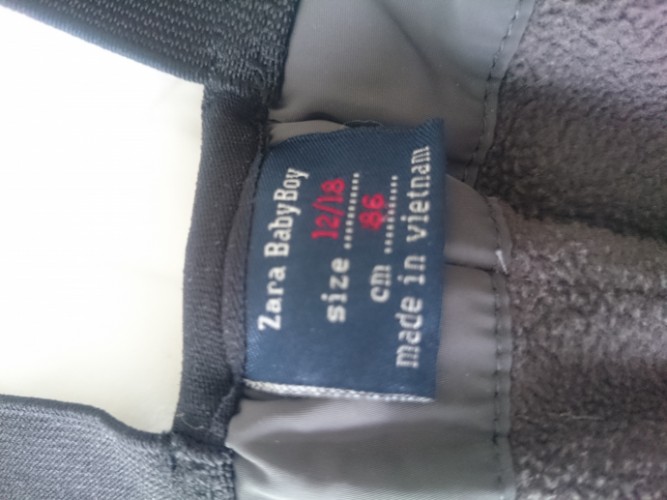 Zara BabyBoy
size 12/18
cm 86
made in vietnam